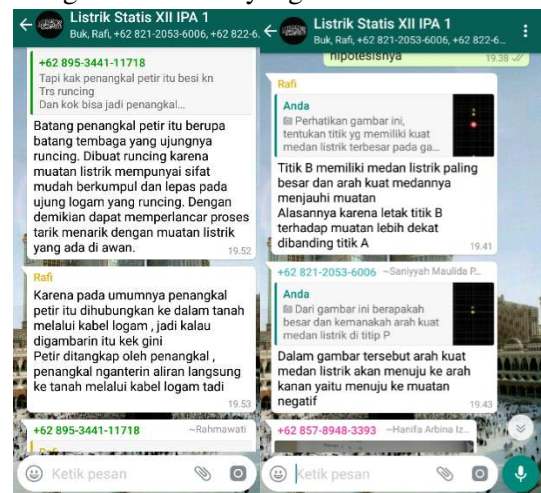 Listrik Statis XII IPA 1
Buk, Rafi, +62 821-2053-6006, +62 822-6.
+62 895-3441-11718
Tapi kak penangkal petir itu besi kn
Trs runcing
Dan kok bisa jadi penangkal...
Batang penangkal petir itu berupa
batang tembaga yang ujungnya
runcing. Dibuat runcing karena
muatan listrik mempunyai sifat
mudah berkumpul dan lepas pada
ujung logam yang runcing. Dengan
demikian dapat memperlancar proses
tarik menarik dengan muatan listrik
yang ada di awan.
19.52
Rafi
Karena pada umumnya penangkal
petir itu dihubungkan ke dalam tanah
melalui kabel logam , jadi kalau
digambarin itu kek gini
Petir ditangkap oleh penangkal ,
penangkal nganterin aliran langsung
ke tanah melalui kabel logam tadi
19.53
+62 895-3441-11718 ~Rahmawati
Ketik pesan
Listrik Statis XII IPA 1
Buk, Rafi, +62 821-2053-6006, +62 822-6...
hipotesisnya
19.38
Rafi
Anda
Perhatikan gambar ini,
tentukan titik yg memiliki kuat
medan listrik terbesar pada ga...
Titik B memiliki medan listrik paling
besar dan arah kuat medannya
menjauhi muatan
Alasannya karena letak titik B
terhadap muatan lebih dekat
dibanding titik A
19.41
+62 821-2053-6006 ~Saniyyah Maulida P...
Anda
Dari gambar ini berapakah
besar dan kemanakah arah kuat
medan listrik di titip P
Dalam gambar tersebut arah kuat
medan listrik akan menuju ke arah
kanan yaitu menuju ke muatan
negatif
19.43
+62 857-8948-3393 ~Hanifa Arbina Iz...
Ketik pesan